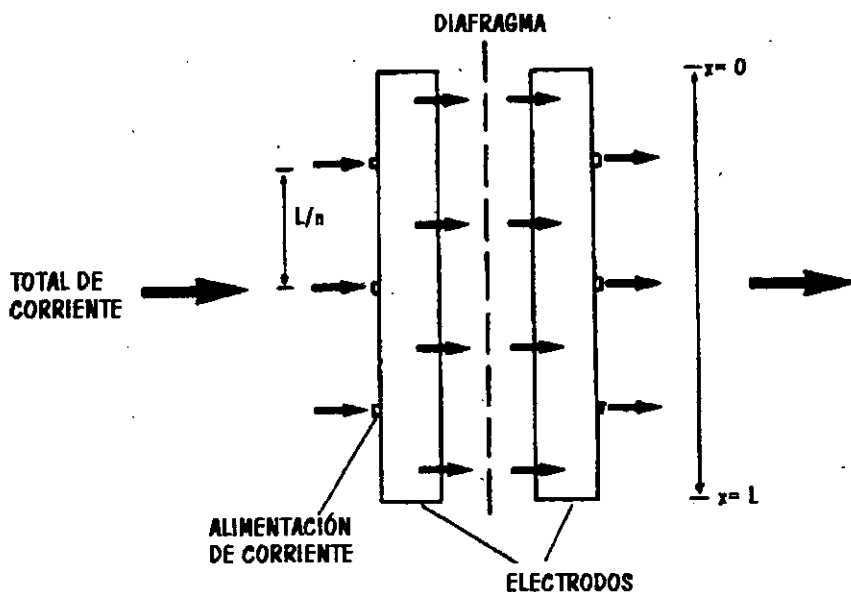 DIAFRAGMA
x= 0
L/n
TOTAL DE
CORRIENTE
x= L
ALIMENTACIÓN
DE CORRIENTE
ELECTRODOS